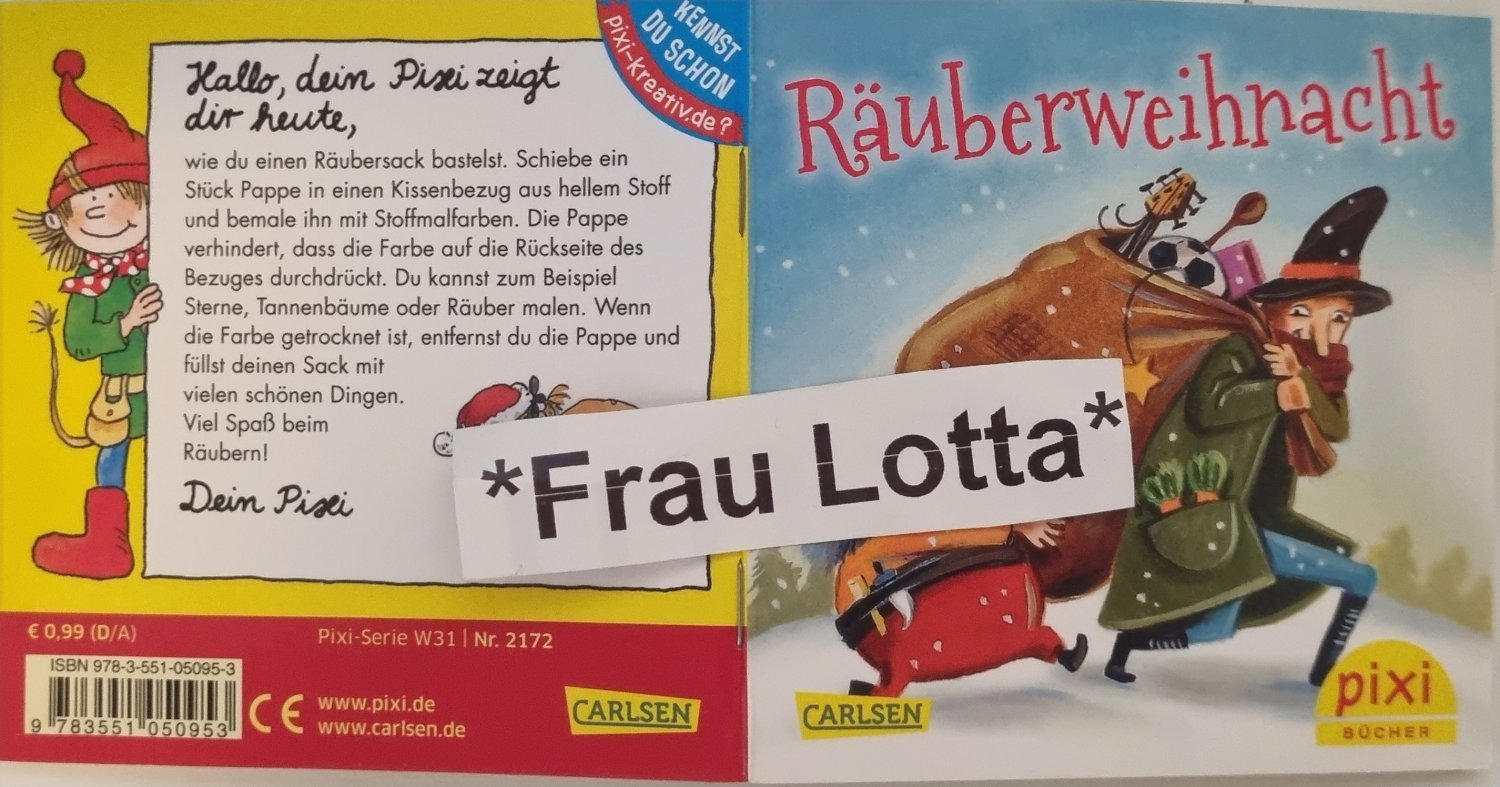 Hallo, dein Pixi zeigt
dir heute,
wie du einen Räubersack bastelst. Schiebe ein
Stück Pappe in einen Kissenbezug aus hellem Stoff
und bemale ihn mit Stoffmalfarben. Die Pappe
verhindert, dass die Farbe auf die Rückseite des
Bezuges durchdrückt. Du kannst zum Beispiel
Sterne, Tannenbäume oder Räuber malen. Wenn
die Farbe getrocknet ist, entfernst du die Pappe und
füllst deinen Sack mit
vielen schönen Dingen.
Viel Spaß beim
Räubern!
Dein Pixi
KENNST
DU SCHON
pixi-kreativ.de?
€ 0,99 (D/A)
Pixi-Serie W31 | Nr. 2172
ISBN 978-3-551-05095-3
9 783551 050953
CE
www.pixi.de
www.carlsen.de
CARLSEN
*Frau Lotta*
Räuberweihnacht
CARLSEN
pixi
BÜCHER